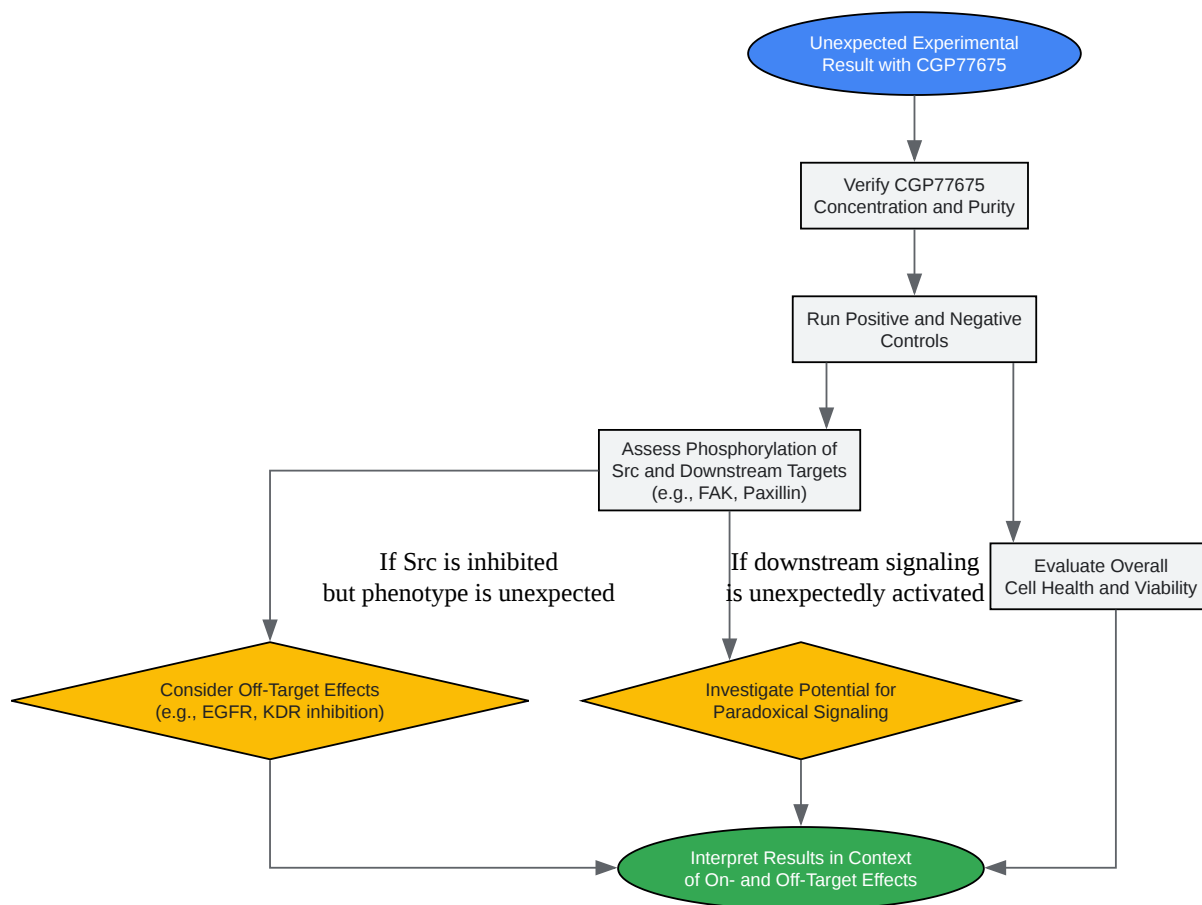 Unexpected Experimental
Result with CGP77675
Verify CGP77675
Concentration and Purity
Run Positive and Negative
Controls
Assess Phosphorylation of
Src and Downstream Targets
(e.g., FAK, Paxillin)
If Src is inhibited
but phenotype is unexpected
If downstream signaling
is unexpectedly activated
Evaluate Overall
Cell Health and Viability
Consider Off-Target Effects
(e.g., EGFR, KDR inhibition)
Investigate Potential for
Paradoxical Signaling
Interpret Results in Context
of On- and Off-Target Effects